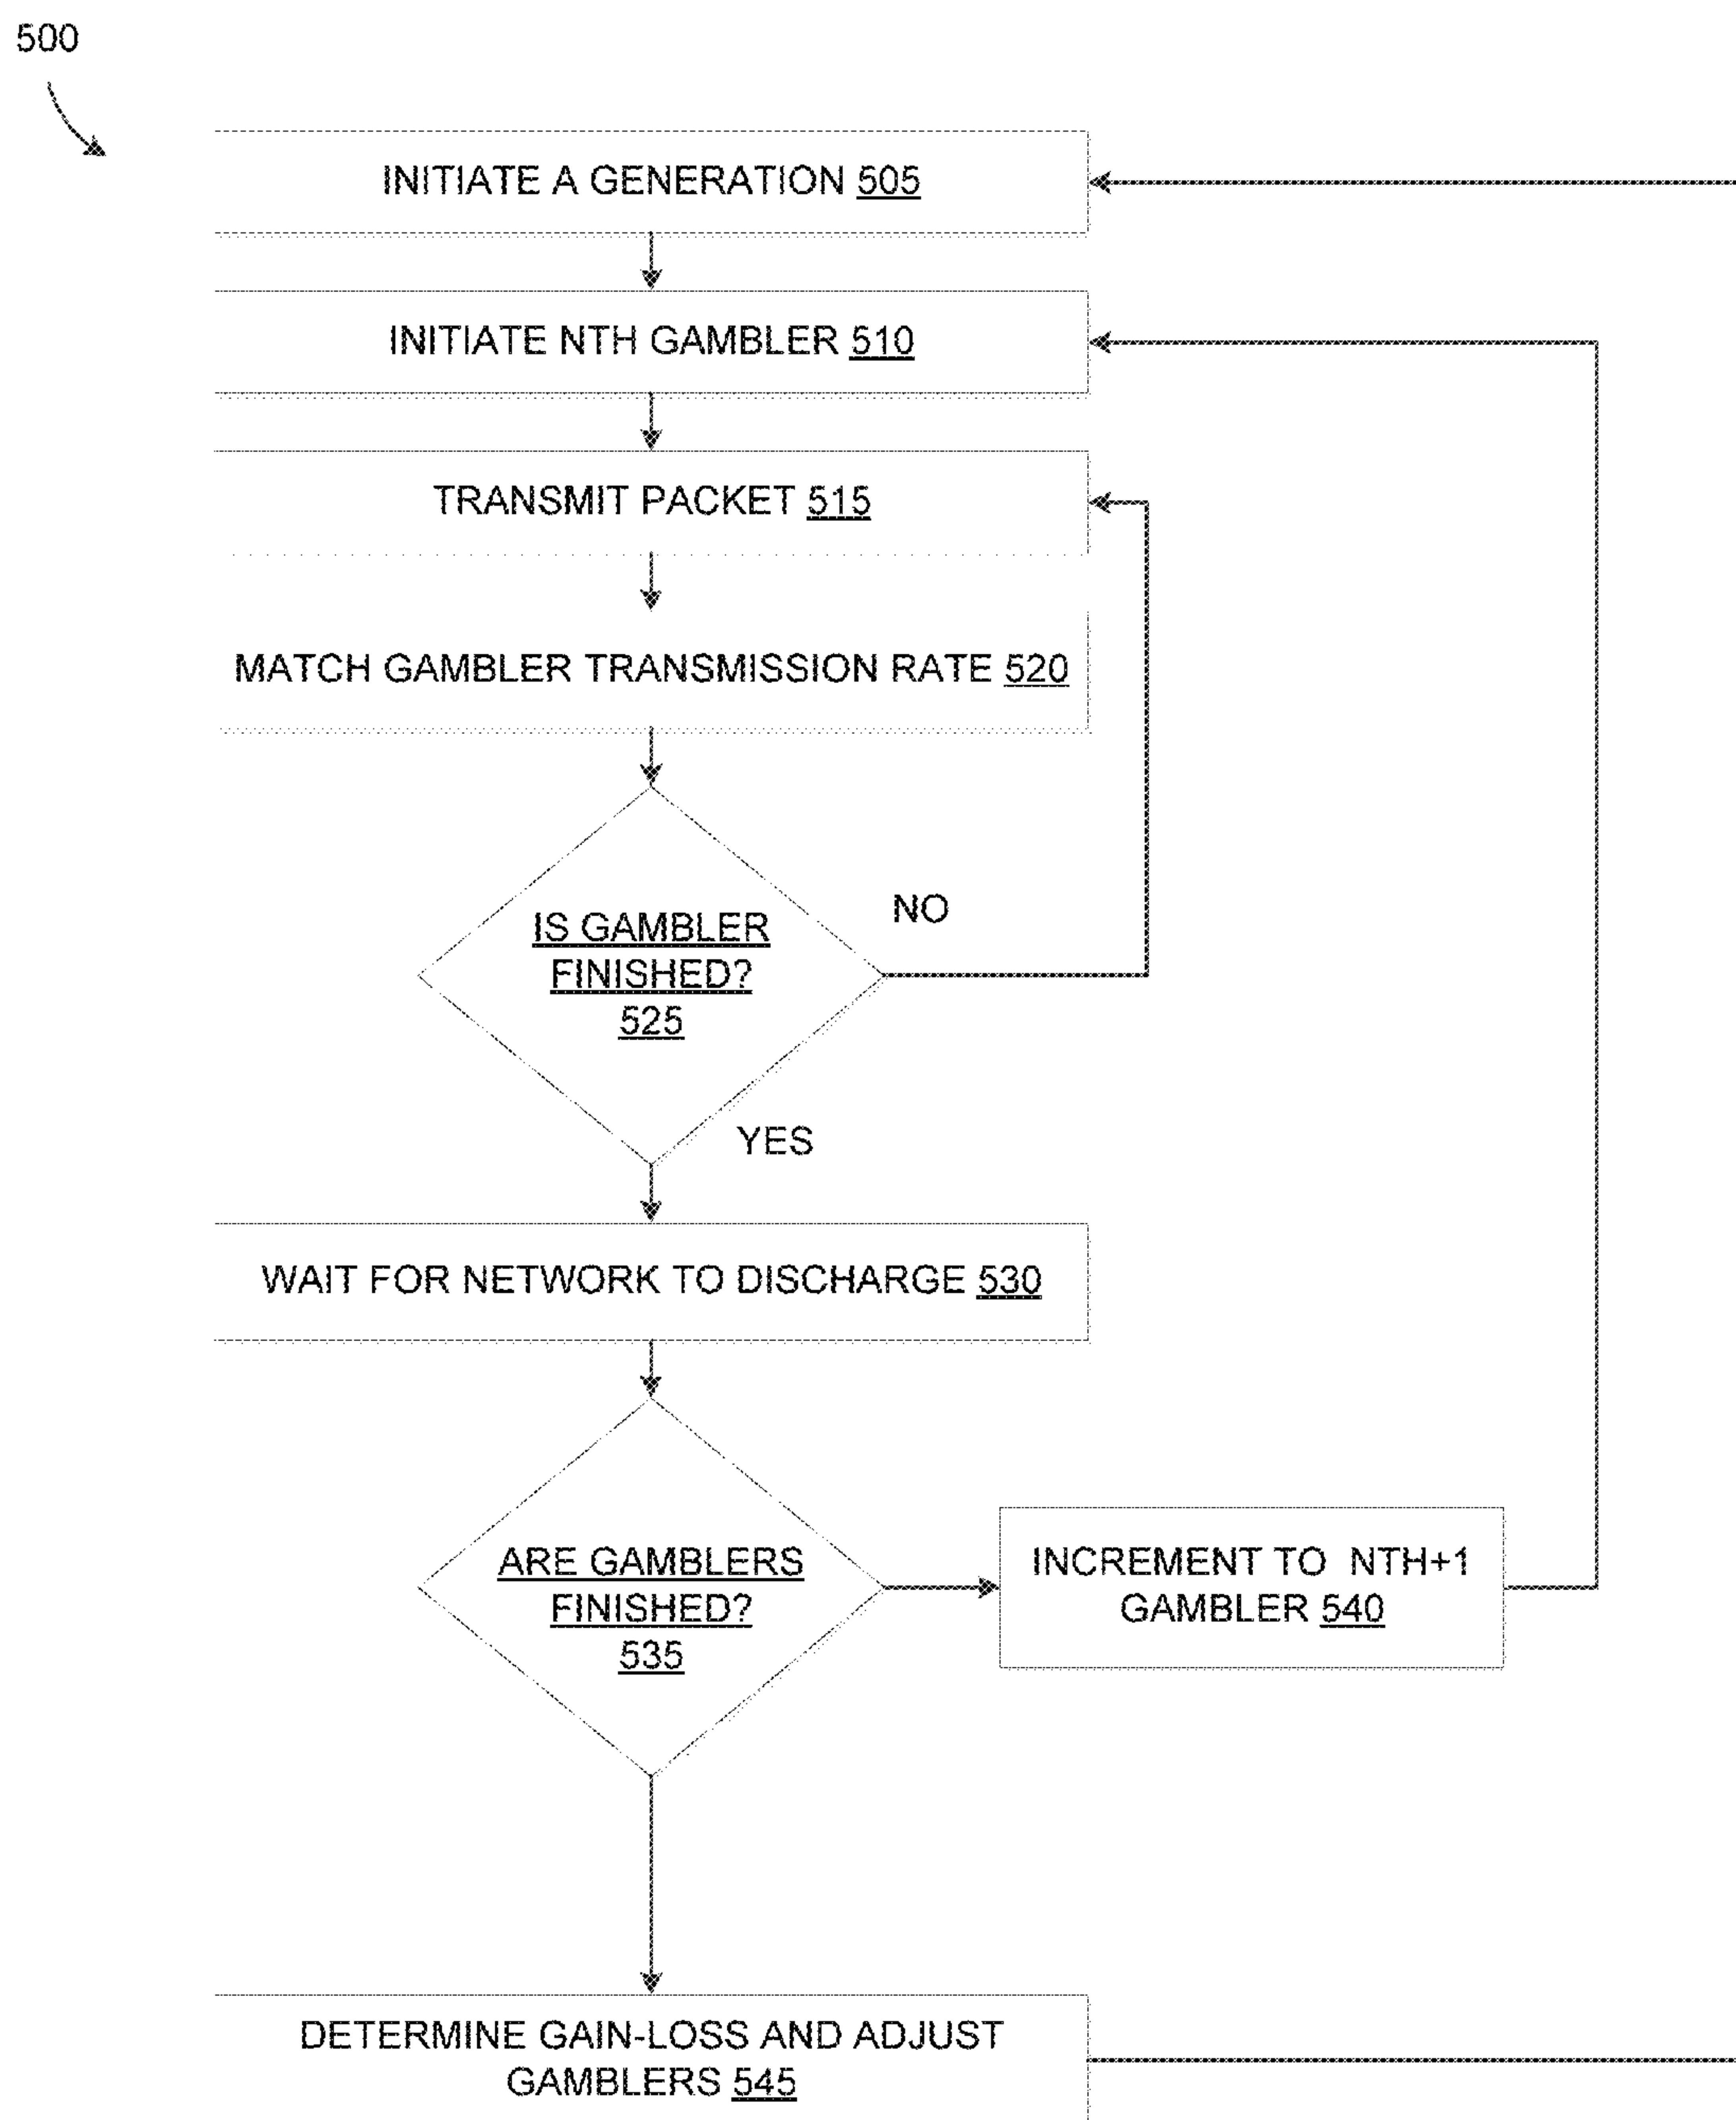 500
INITIATE A GENERATION 505
INITIATE NTH GAMBLER 510
TRANSMIT PACKET 515
MATCH GAMBLER TRANSMISSION RATE 520
IS GAMBLER
FINISHED?
525
NO
YES
WAIT FOR NETWORK TO DISCHARGE 530
ARE GAMBLERS
FINISHED?
535
INCREMENT TO NTH+1
GAMBLER 540
DETERMINE GAIN-LOSS AND ADJUST
GAMBLERS 545